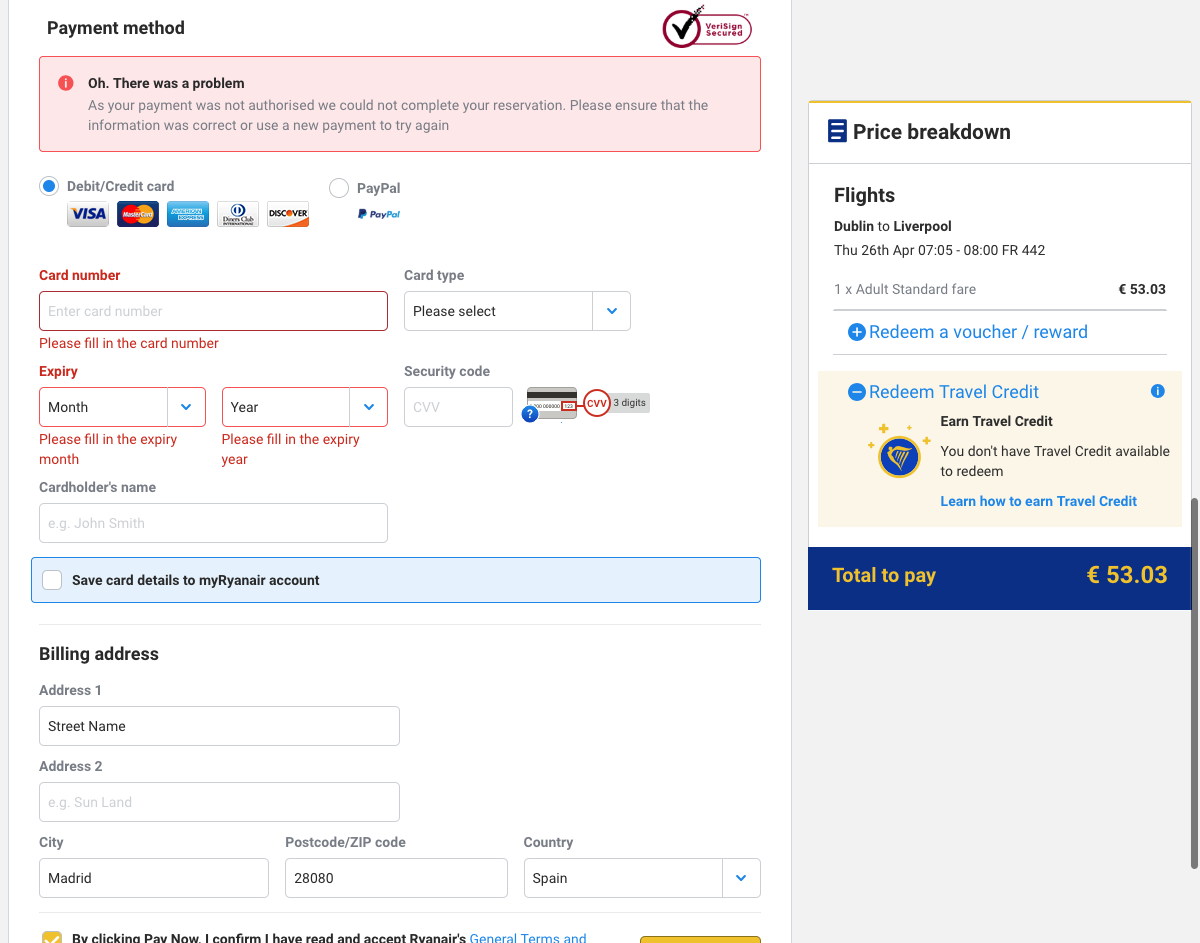 Payment method
VeriSign
Secured
Oh. There was a problem
As your payment was not authorised we could not complete your reservation. Please ensure that the
information was correct or use a new payment to try again
Debit/Credit card
PayPal
VISA
MasterCard
AMERICAN
EXPRESS
Diners Club
INTERNATIONAL
DISCOVER
PayPal
Card number
Card type
Enter card number
Please select
Please fill in the card number
Expiry
Security code
Month
Year
CVV
?
123
CVV
3 digits
Please fill in the expiry
month
Please fill in the expiry
year
Cardholder's name
e.g. John Smith
Save card details to myRyanair account
Billing address
Address 1
Street Name
Address 2
e.g. Sun Land
City
Postcode/ZIP code
Country
Madrid
28080
Spain
By clicking Pay Now, I confirm I have read and accept Ryanair's General Terms and
Price breakdown
Flights
Dublin to Liverpool
Thu 26th Apr 07:05 - 08:00 FR 442
1 x Adult Standard fare € 53.03
Redeem a voucher / reward
Redeem Travel Credit
Earn Travel Credit
You don't have Travel Credit available
to redeem
Learn how to earn Travel Credit
Total to pay € 53.03